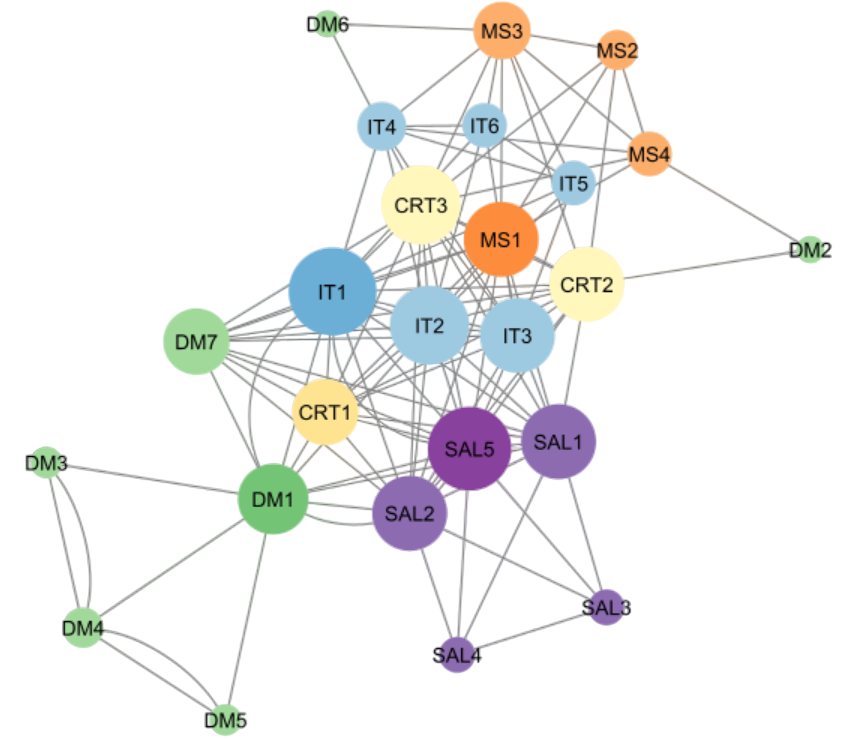 DM6
MS3
MS2
IT4
IT6
MS4
IT5
CRT3
MS1
DM2
IT1
CRT2
IT2
IT3
DM7
CRT1
SAL5
SAL1
DM3
DM1
SAL2
SAL3
DM4
SAL4
DM5